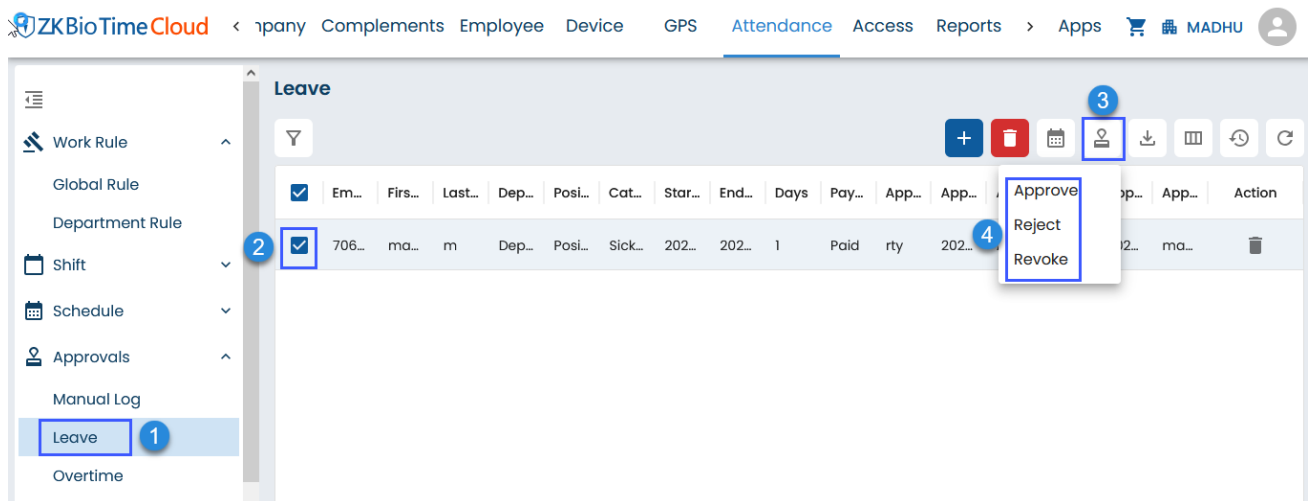 ZKBioTime Cloud < mpany Complements Employee Device GPS Attendance Access Reports > Apps MADHU
Leave
3
Work Rule
Global Rule
Department Rule
Shift
Schedule
Approvals
Manual Log
Leave 1
Overtime
Em... Firs... Last... Dep... Posi... Cat... Star... End... Days Pay... App... App... App... Action
2 706... ma... m Dep... Posi... Sick... 202... 202... 1 Paid rty 202... ma...
4
Approve
Reject
Revoke